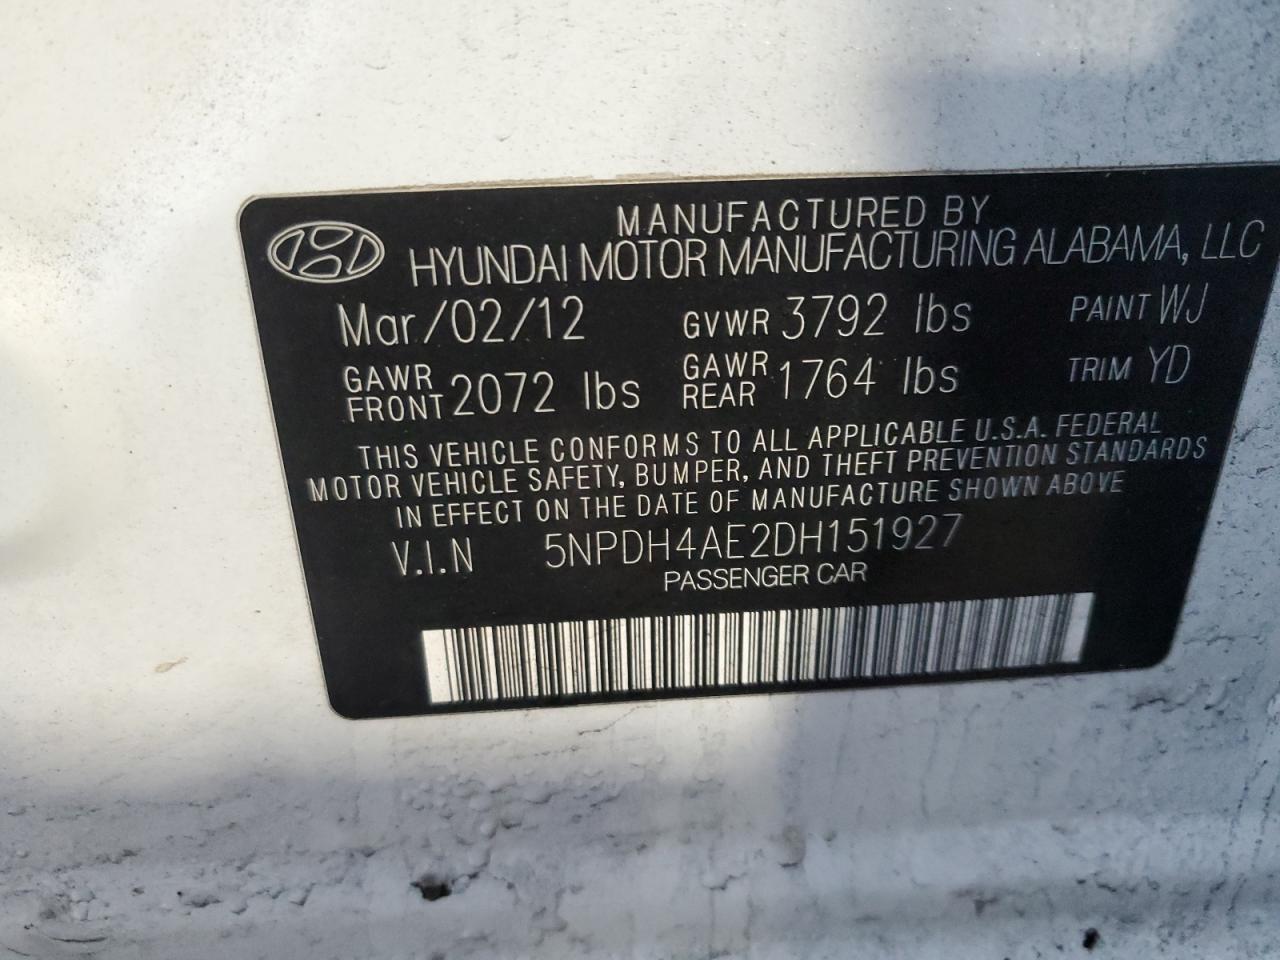 MANUFACTURED BY
HYUNDAI MOTOR MANUFACTURING ALABAMA, LLC
Mar/02/12 GVWR 3792 lbs PAINT WJ
GAWR FRONT 2072 lbs GAWR REAR 1764 lbs TRIM YD
THIS VEHICLE CONFORMS TO ALL APPLICABLE U.S.A. FEDERAL
MOTOR VEHICLE SAFETY, BUMPER, AND THEFT PREVENTION STANDARDS
IN EFFECT ON THE DATE OF MANUFACTURE SHOWN ABOVE
V.I.N 5NPDH4AE2DH151927
PASSENGER CAR